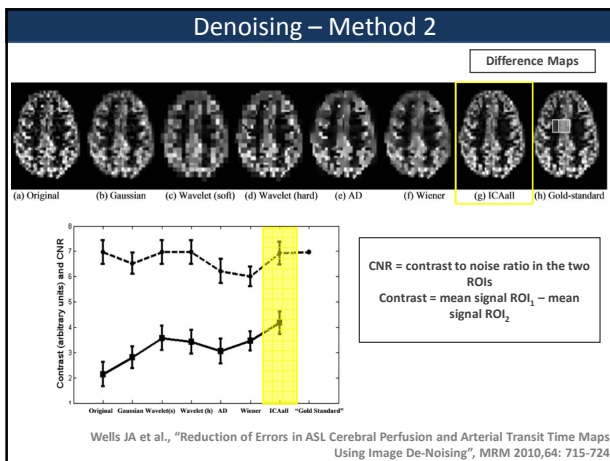 Denoising – Method 2
Difference Maps
(a) Original (b) Gaussian (c) Wavelet (soft) (d) Wavelet (hard) (e) AD (f) Wiener (g) ICAall (h) Gold-standard
Contrast (arbitrary units) and CNR
8
7
6
5
4
3
2
1
Original Gaussian Wavelet(s) Wavelet (h) AD Wiener ICAall "Gold Standard"
CNR = contrast to noise ratio in the two
ROIs
Contrast = mean signal ROI₁ – mean
signal ROI₂
Wells JA et al., "Reduction of Errors in ASL Cerebral Perfusion and Arterial Transit Time Maps
Using Image De-Noising", MRM 2010,64: 715-724